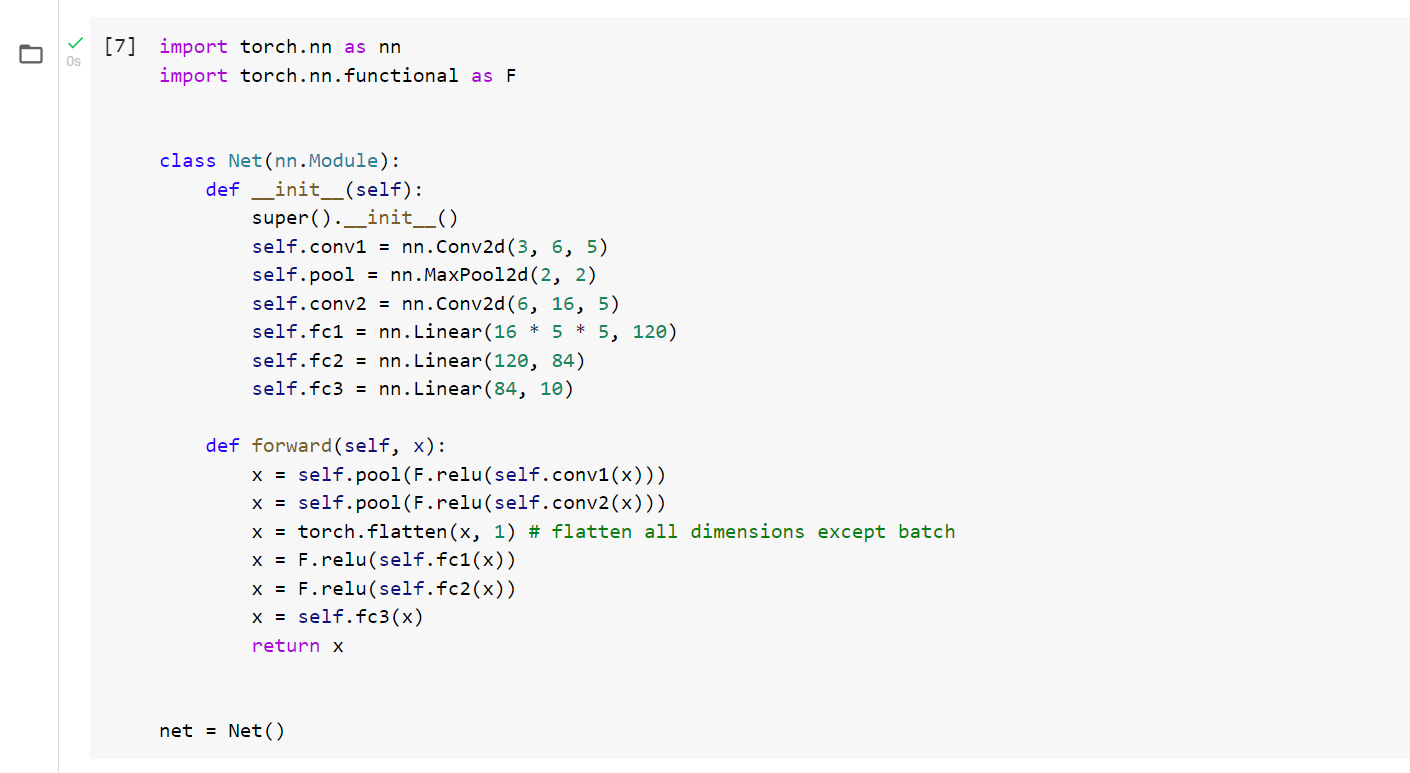 [7] import torch.nn as nn
0s
import torch.nn.functional as F
class Net(nn.Module):
    def __init__(self):
        super().__init__()
        self.conv1 = nn.Conv2d(3, 6, 5)
        self.pool = nn.MaxPool2d(2, 2)
        self.conv2 = nn.Conv2d(6, 16, 5)
        self.fc1 = nn.Linear(16 * 5 * 5, 120)
        self.fc2 = nn.Linear(120, 84)
        self.fc3 = nn.Linear(84, 10)
    def forward(self, x):
        x = self.pool(F.relu(self.conv1(x)))
        x = self.pool(F.relu(self.conv2(x)))
        x = torch.flatten(x, 1) # flatten all dimensions except batch
        x = F.relu(self.fc1(x))
        x = F.relu(self.fc2(x))
        x = self.fc3(x)
        return x
net = Net()